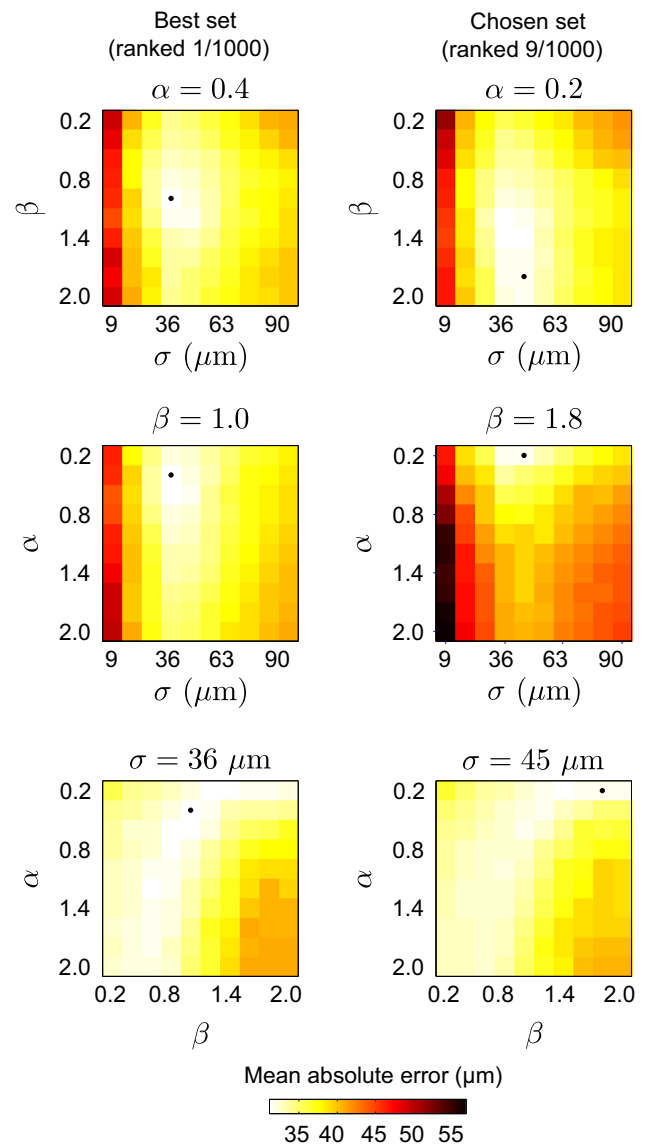 Best set
(ranked 1/1000)
Chosen set
(ranked 9/1000)
α = 0.4
α = 0.2
β
0.2
0.8
1.4
2.0
9 36 63 90
σ (μm)
β
0.2
0.8
1.4
2.0
9 36 63 90
σ (μm)
β = 1.0
β = 1.8
α
0.2
0.8
1.4
2.0
9 36 63 90
σ (μm)
α
0.2
0.8
1.4
2.0
9 36 63 90
σ (μm)
σ = 36 μm
σ = 45 μm
α
0.2
0.8
1.4
2.0
0.2 0.8 1.4 2.0
β
α
0.2
0.8
1.4
2.0
0.2 0.8 1.4 2.0
β
Mean absolute error (μm)
35 40 45 50 55